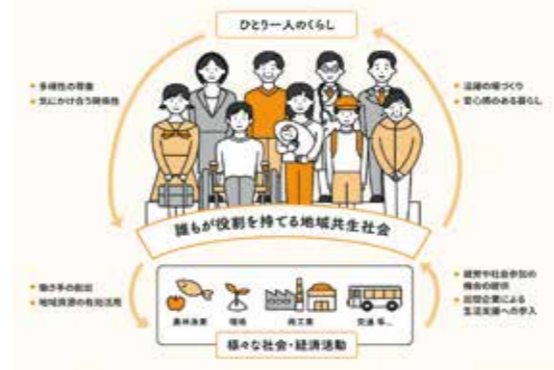 ひとり一人のくらし
多様性の尊重
気にかけ合う関係性
活躍の場づくり
安心感のある暮らし
誰もが役割を持てる地域共生社会
働き手の創出
地域資源の有効活用
就労や社会参加の
機会の提供
民間企業による
生活支援への参入
農林漁業
環境
商工業
交通 等…
様々な社会・経済活動